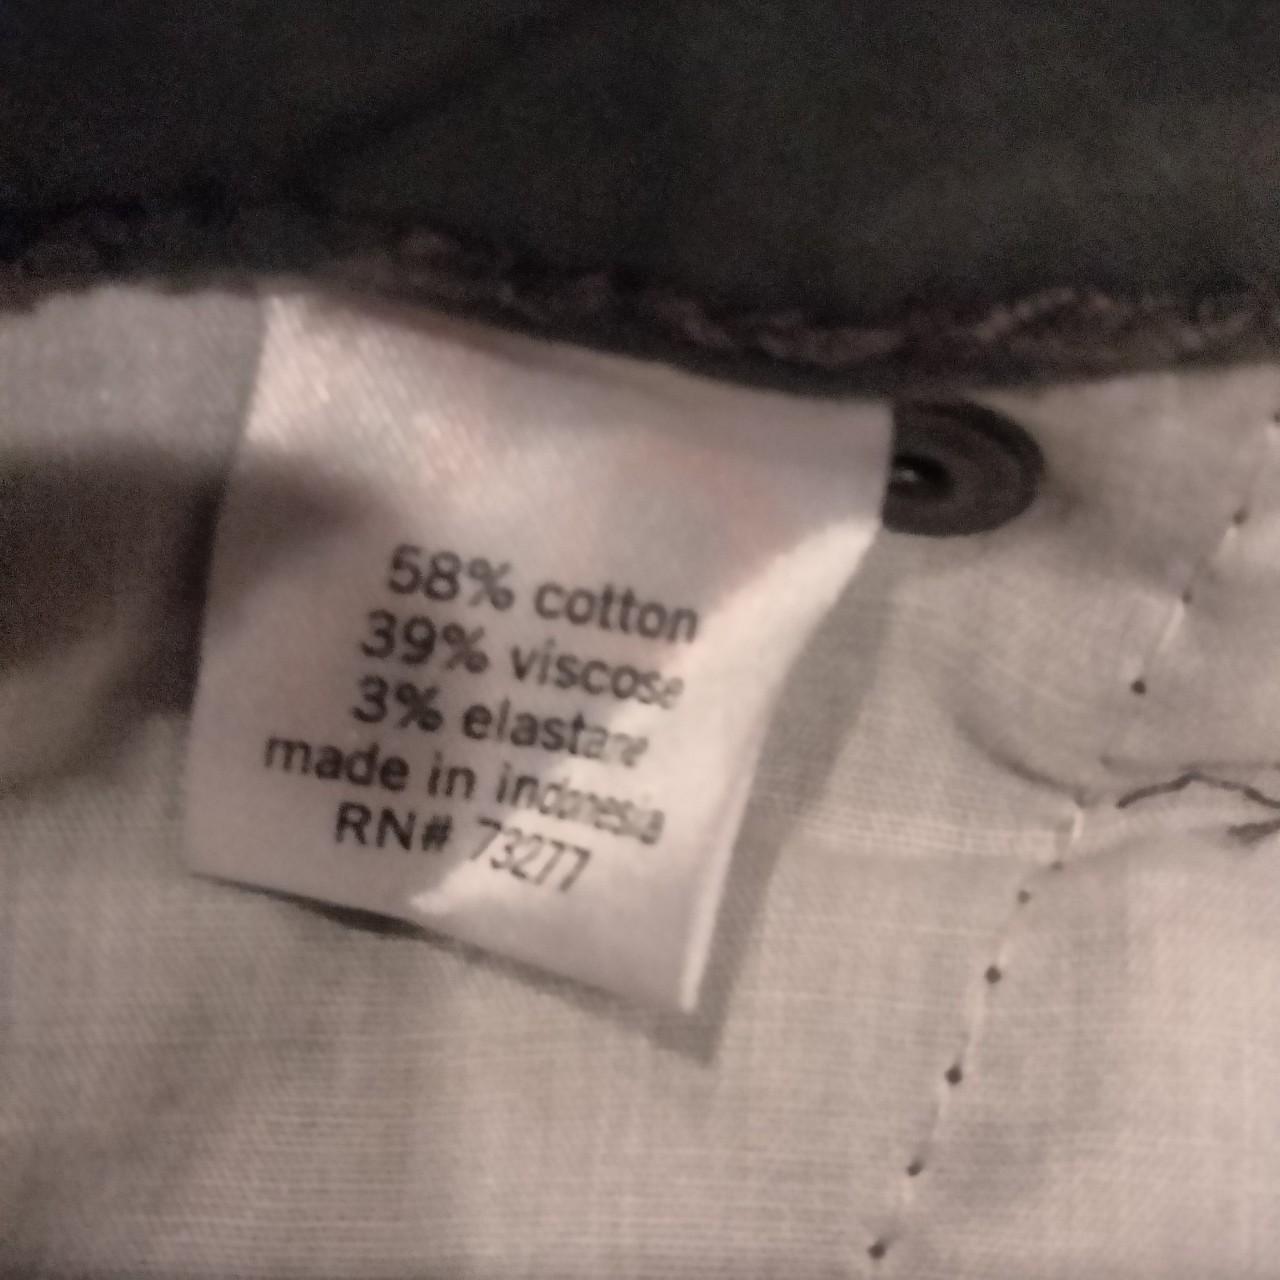 58% cotton
39% viscose
3% elastane
made in indonesia
RN# 73277